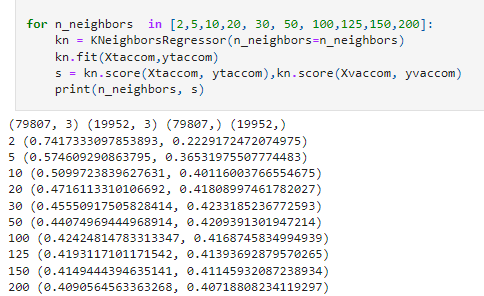 for n_neighbors  in [2,5,10,20, 30, 50, 100,125,150,200]:
    kn = KNeighborsRegressor(n_neighbors=n_neighbors)
    kn.fit(Xtaccom,ytaccom)
    s = kn.score(Xtaccom, ytaccom),kn.score(Xvaccom, yvaccom)
    print(n_neighbors, s)
(79807, 3) (19952, 3) (79807,) (19952,)
2 (0.7417333097853893, 0.2229172472074975)
5 (0.574609290863795, 0.36531975507774483)
10 (0.5099723839627631, 0.40116003766554675)
20 (0.4716113310106692, 0.41808997461782027)
30 (0.45550917505828414, 0.4233185236772593)
50 (0.44074969444968914, 0.4209391301947214)
100 (0.42424814783313347, 0.4168745834994939)
125 (0.4193117101171542, 0.41393692879570265)
150 (0.4149444394635141, 0.41145932087238934)
200 (0.4090564563363268, 0.40718808234119297)